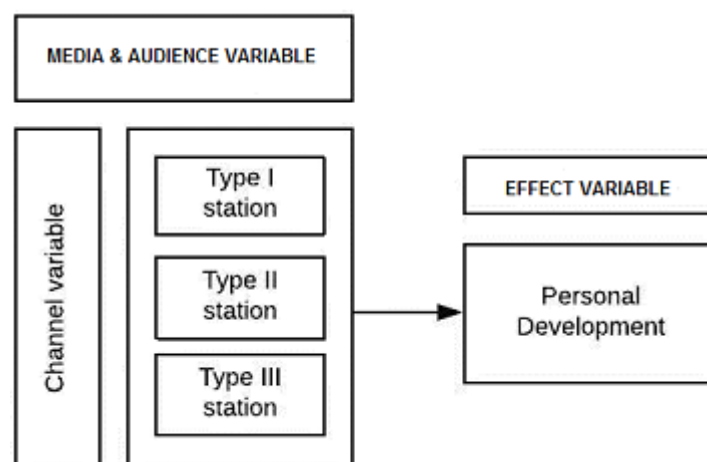 MEDIA & AUDIENCE VARIABLE
Channel variable
Type I
station
Type II
station
Type III
station
EFFECT VARIABLE
Personal
Development